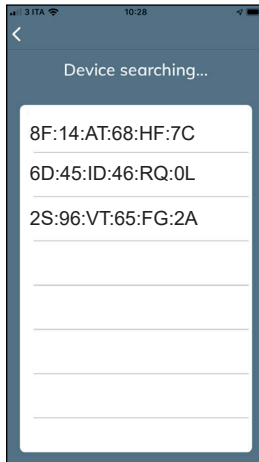 3 ITA 10:28
Device searching...
8F:14:AT:68:HF:7C
6D:45:ID:46:RQ:0L
2S:96:VT:65:FG:2A